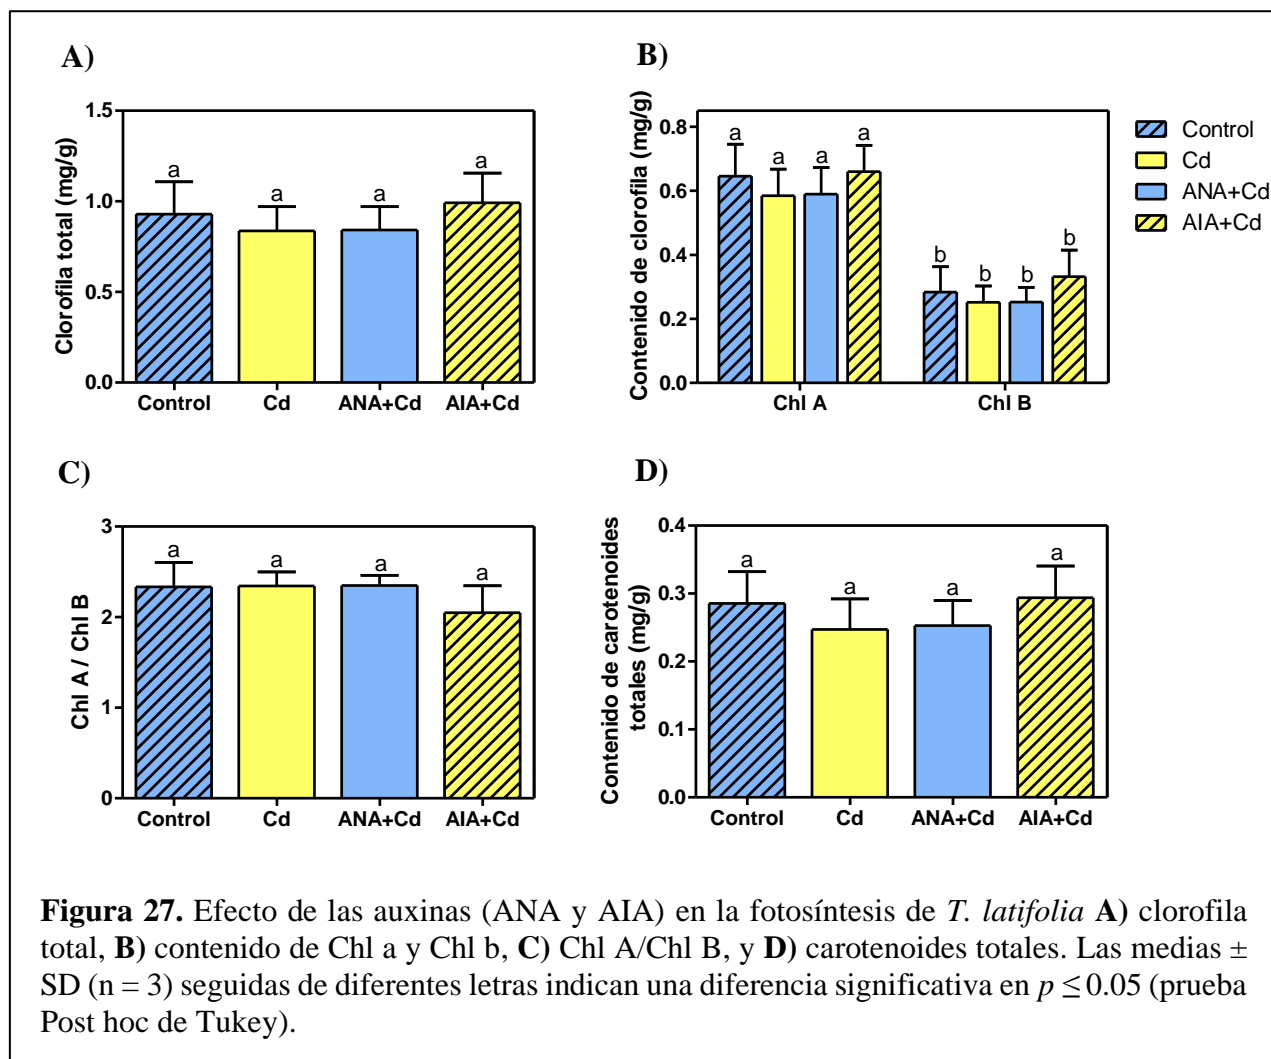 A)
Clorofila total (mg/g)
1.5
1.0
0.5
0.0
a
a
a
a
Control
Cd
ANA+Cd
AIA+Cd
B)
Contenido de clorofila (mg/g)
0.8
0.6
0.4
0.2
0.0
a
a
a
a
b
b
b
b
Chl A
Chl B
Control
Cd
ANA+Cd
AIA+Cd
C)
Chl A / Chl B
3
2
1
0
a
a
a
a
Control
Cd
ANA+Cd
AIA+Cd
D)
Contenido de carotenoides
totales (mg/g)
0.4
0.3
0.2
0.1
0.0
a
a
a
a
Control
Cd
ANA+Cd
AIA+Cd
Figura 27. Efecto de las auxinas (ANA y AIA) en la fotosíntesis de T. latifolia A) clorofila
total, B) contenido de Chl a y Chl b, C) Chl A/Chl B, y D) carotenoides totales. Las medias ±
SD (n = 3) seguidas de diferentes letras indican una diferencia significativa en p ≤ 0.05 (prueba
Post hoc de Tukey).